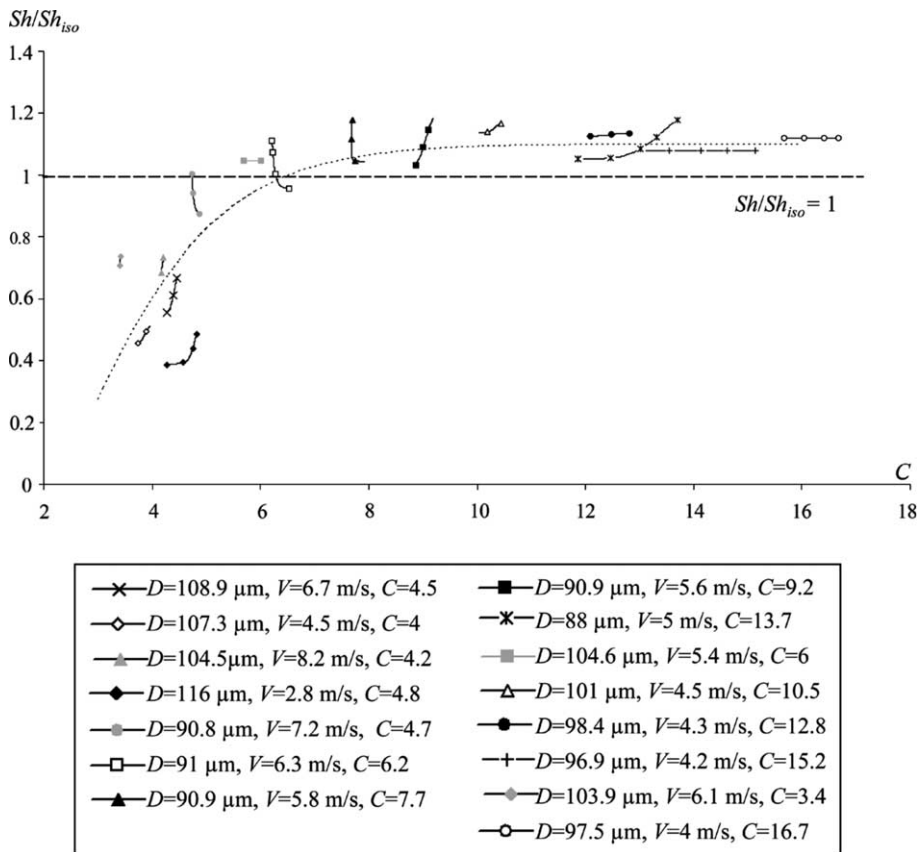 Sh/Shiso
1.4
1.2
1
0.8
0.6
0.4
0.2
0
Sh/Shiso = 1
C
2 4 6 8 10 12 14 16 18
D=108.9 µm, V=6.7 m/s, C=4.5
D=107.3 µm, V=4.5 m/s, C=4
D=104.5µm, V=8.2 m/s, C=4.2
D=116 µm, V=2.8 m/s, C=4.8
D=90.8 µm, V=7.2 m/s, C=4.7
D=91 µm, V=6.3 m/s, C=6.2
D=90.9 µm, V=5.8 m/s, C=7.7
D=90.9 µm, V=5.6 m/s, C=9.2
D=88 µm, V=5 m/s, C=13.7
D=104.6 µm, V=5.4 m/s, C=6
D=101 µm, V=4.5 m/s, C=10.5
D=98.4 µm, V=4.3 m/s, C=12.8
D=96.9 µm, V=4.2 m/s, C=15.2
D=103.9 µm, V=6.1 m/s, C=3.4
D=97.5 µm, V=4 m/s, C=16.7